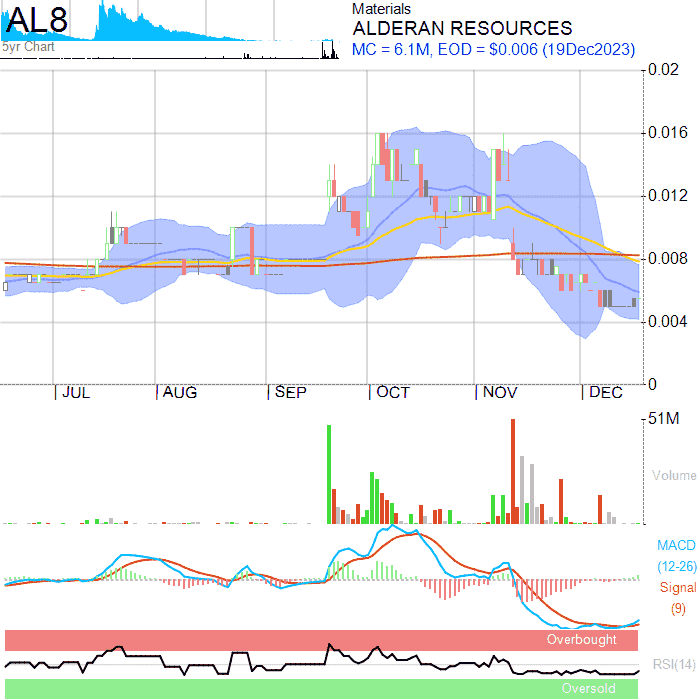 AL8
5yr Chart
Materials
ALDERAN RESOURCES
MC = 6.1M, EOD = $0.006 (19Dec2023)
0.02
0.016
0.012
0.008
0.004
0
JUL AUG SEP OCT NOV DEC
51M
Volume
MACD
(12-26)
Signal
(9)
Overbought
RSI(14)
Oversold